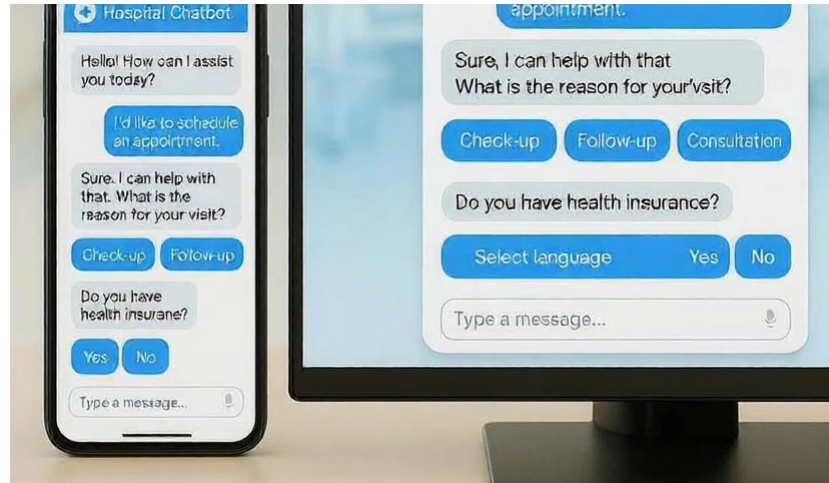 Hospital Chatbot
Hello! How can I assist
you today?
I'd like to schedule
an appointment.
Sure. I can help with
that. What is the
reason for your visit?
Check-up Follow-up
Do you have
health insurane?
Yes No
Type a message...
appointment.
Sure, I can help with that
What is the reason for your'vsit?
Check-up Follow-up Consultation
Do you have health insurance?
Select language Yes No
Type a message...